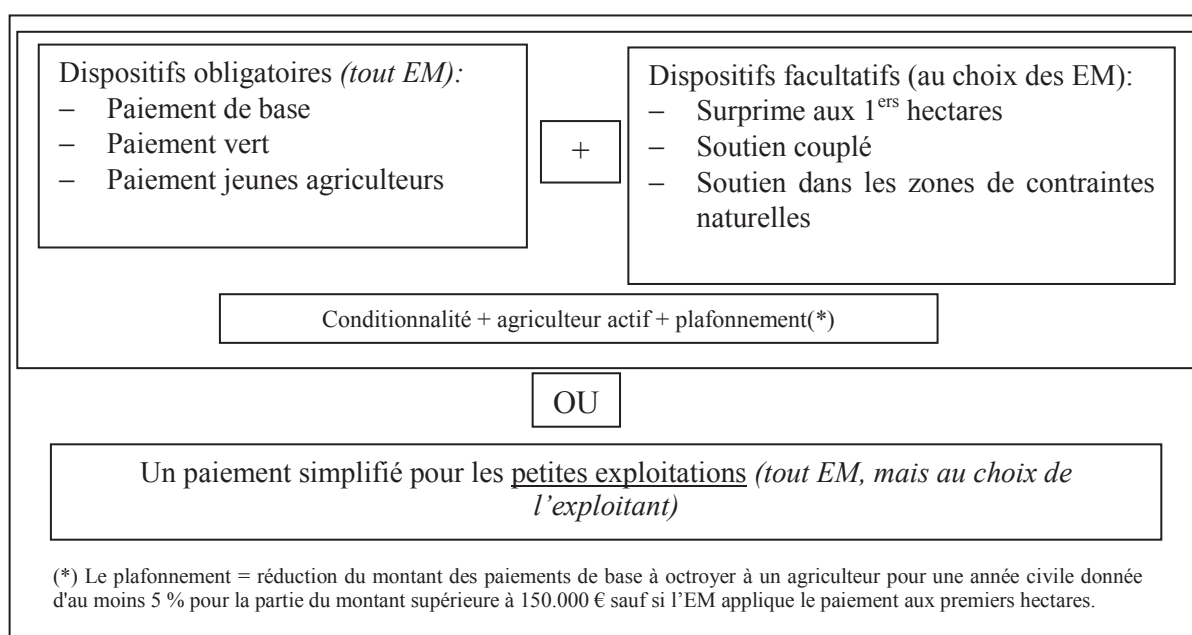 Dispositifs obligatoires (tout EM):
– Paiement de base
– Paiement vert
– Paiement jeunes agriculteurs
+
Dispositifs facultatifs (au choix des EM):
– Surprime aux 1ers hectares
– Soutien couplé
– Soutien dans les zones de contraintes
naturelles
Conditionnalité + agriculteur actif + plafonnement(*)
OU
Un paiement simplifié pour les petites exploitations (tout EM, mais au choix de
l’exploitant)
(*) Le plafonnement = réduction du montant des paiements de base à octroyer à un agriculteur pour une année civile donnée
d'au moins 5 % pour la partie du montant supérieure à 150.000 € sauf si l’EM applique le paiement aux premiers hectares.